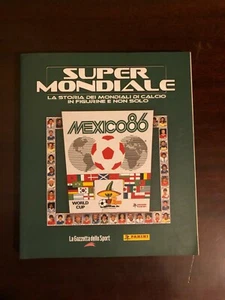 SUPER
MONDIALE
LA STORIA DEI MONDIALI DI CALCIO
IN FIGURINE E NON SOLO
MEXICO86
WORLD
CUP
La Gazzetta dello Sport
PANINI